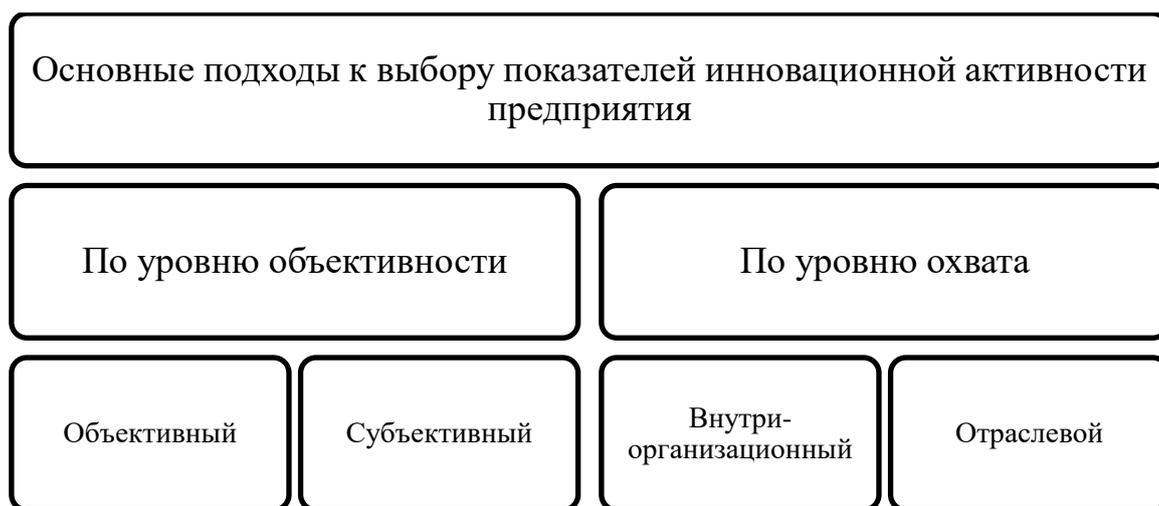 Основные подходы к выбору показателей инновационной активности
предприятия
По уровню объективности
По уровню охвата
Объективный
Субъективный
Внутри-
организационный
Отраслевой